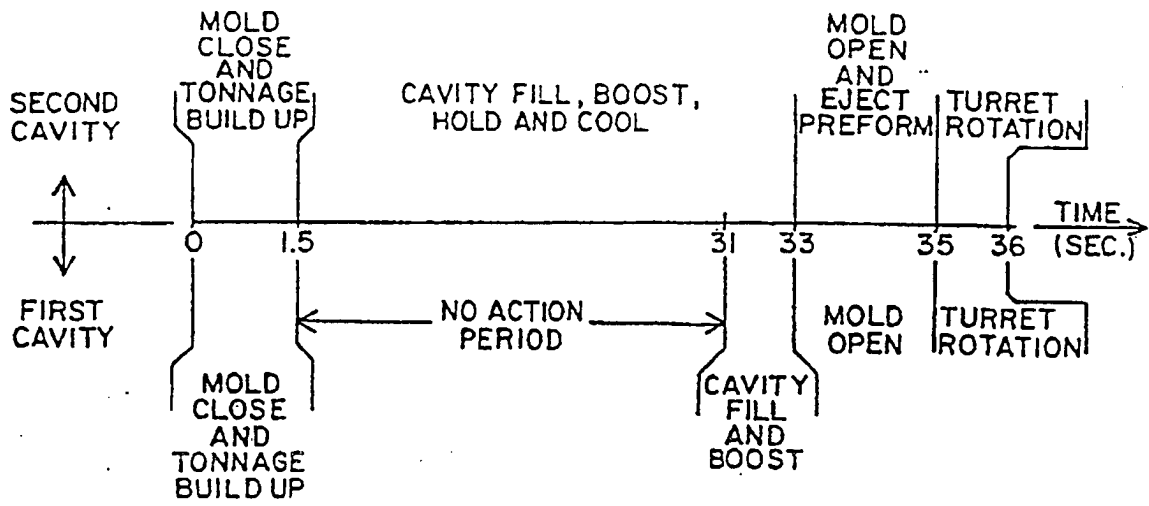 MOLD
CLOSE
AND
TONNAGE
BUILD UP
SECOND
CAVITY
CAVITY FILL, BOOST,
HOLD AND COOL
MOLD
OPEN
AND
EJECT
PREFORM
TURRET
ROTATION
TIME
(SEC.)
0 1.5 31 33 35 36
FIRST
CAVITY
NO ACTION
PERIOD
MOLD
OPEN
TURRET
ROTATION
MOLD
CLOSE
AND
TONNAGE
BUILD UP
CAVITY
FILL
AND
BOOST